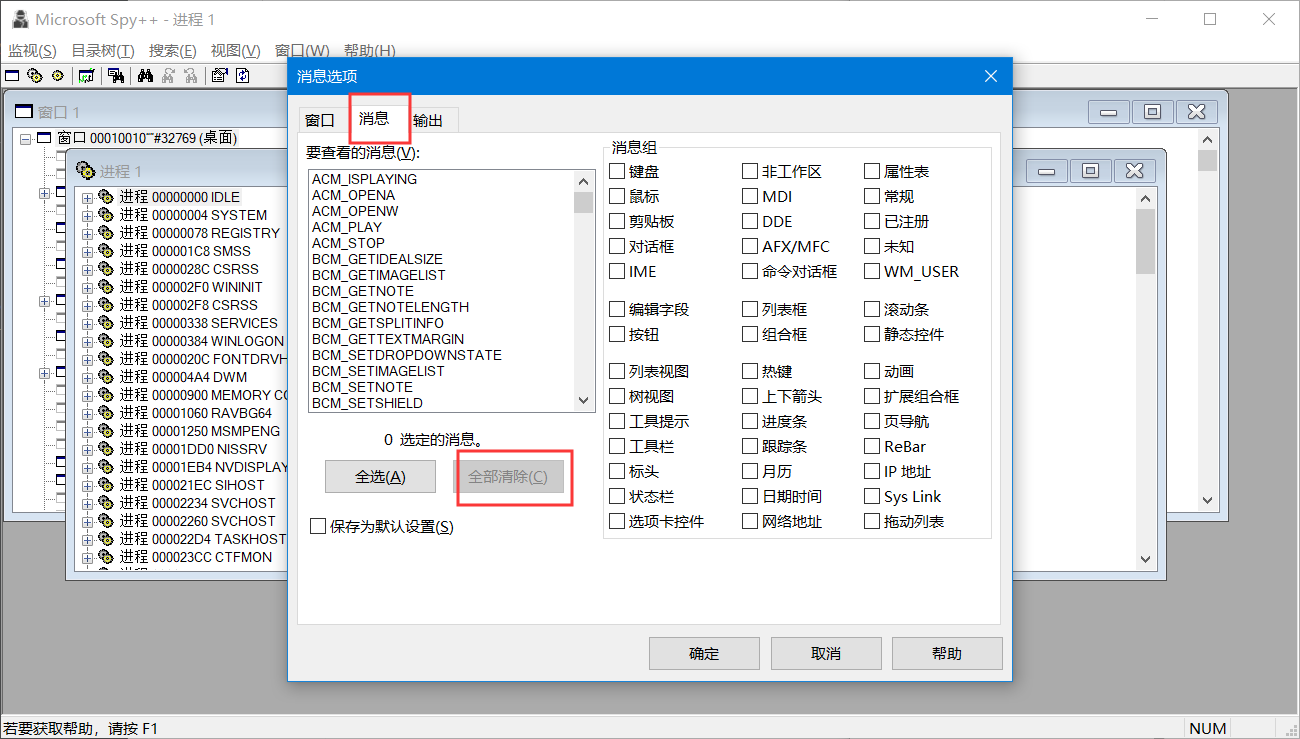 Microsoft Spy++ - 进程 1
监视(S) 目录树(T) 搜索(E) 视图(V) 窗口(W) 帮助(H)
窗口 1
窗口 00010010""#32769 (桌面)
进程 1
进程 00000000 IDLE
进程 00000004 SYSTEM
进程 00000078 REGISTRY
进程 000001C8 SMSS
进程 0000028C CSRSS
进程 000002F0 WININIT
进程 000002F8 CSRSS
进程 00000338 SERVICES
进程 00000384 WINLOGON
进程 0000020C FONTDRVH
进程 000004A4 DWM
进程 00000900 MEMORY CO
进程 00001060 RAVBG64
进程 00001250 MSMPENG
进程 00001DD0 NISSRV
进程 00001EB4 NVDISPLAY
进程 000021EC SIHOST
进程 00002234 SVCHOST
进程 00002260 SVCHOST
进程 000022D4 TASKHOST
进程 000023CC CTFMON
消息选项
窗口 消息 输出
要查看的消息(V):
ACM_ISPLAYING
ACM_OPENA
ACM_OPENW
ACM_PLAY
ACM_STOP
BCM_GETIDEALSIZE
BCM_GETIMAGELIST
BCM_GETNOTE
BCM_GETNOTELENGTH
BCM_GETSPLITINFO
BCM_GETTEXTMARGIN
BCM_SETDROPDOWNSTATE
BCM_SETIMAGELIST
BCM_SETNOTE
BCM_SETSHIELD
0 选定的消息。
全选(A) 全部清除(C)
保存为默认设置(S)
消息组
键盘 非工作区 属性表
鼠标 MDI 常规
剪贴板 DDE 已注册
对话框 AFX/MFC 未知
IME 命令对话框 WM_USER
编辑字段 列表框 滚动条
按钮 组合框 静态控件
列表视图 热键 动画
树视图 上下箭头 扩展组合框
工具提示 进度条 页导航
工具栏 跟踪条 ReBar
标头 月历 IP 地址
状态栏 日期时间 Sys Link
选项卡控件 网络地址 拖动列表
确定 取消 帮助
若要获取帮助，请按 F1
NUM